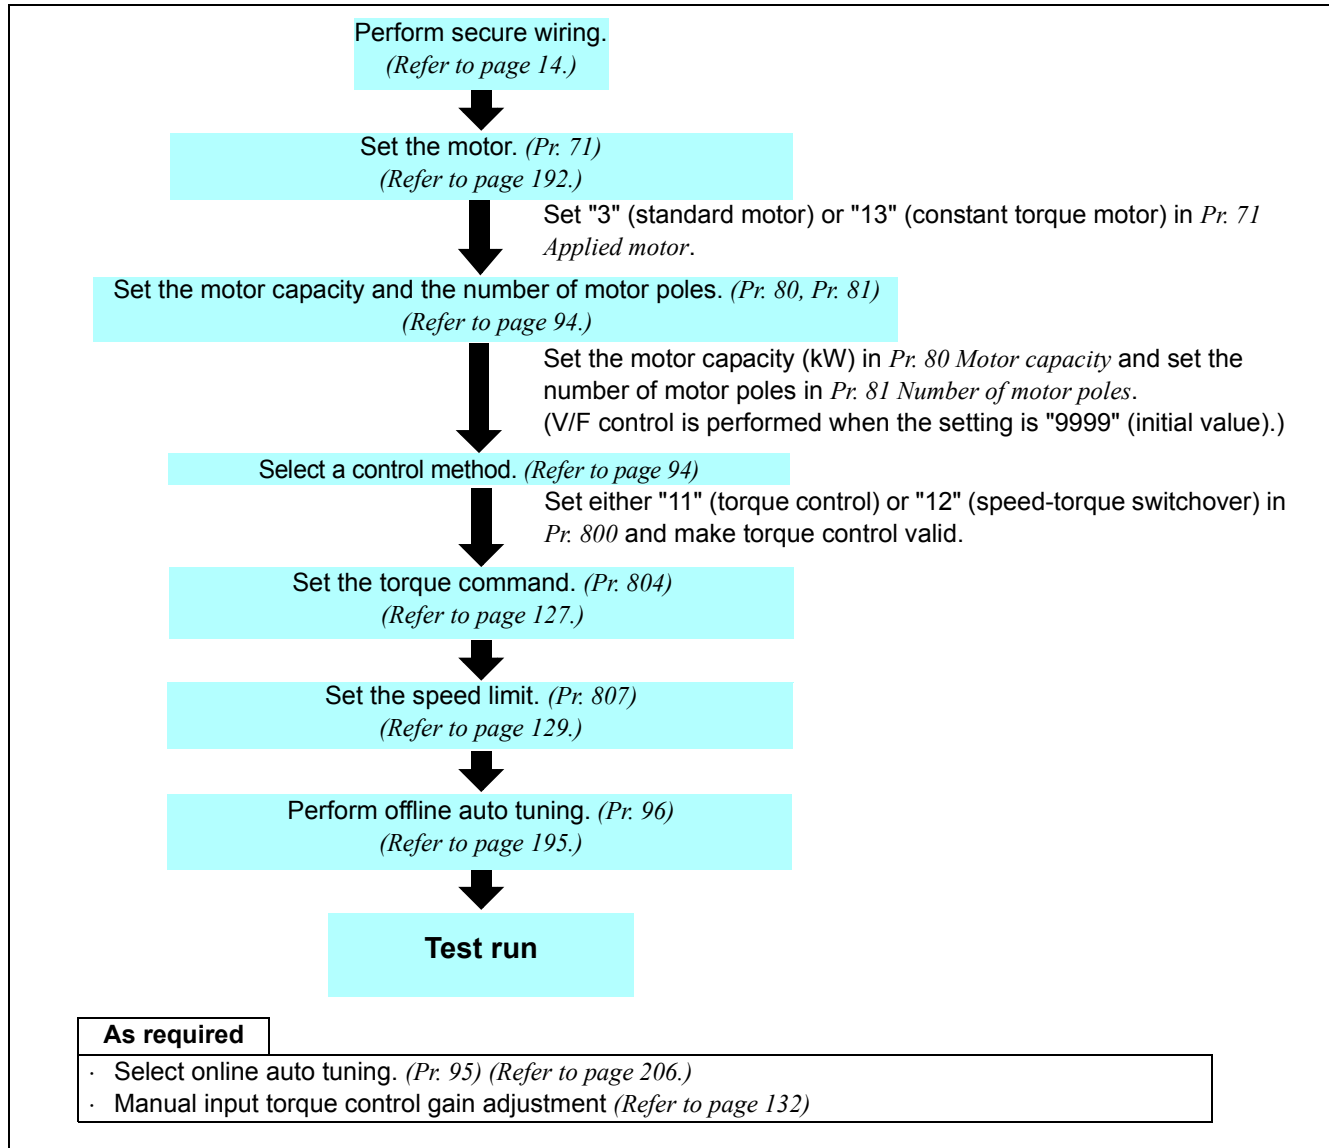 Perform secure wiring.
(Refer to page 14.)
Set the motor. (Pr. 71)
(Refer to page 192.)
Set "3" (standard motor) or "13" (constant torque motor) in Pr. 71
Applied motor.
Set the motor capacity and the number of motor poles. (Pr. 80, Pr. 81)
(Refer to page 94.)
Set the motor capacity (kW) in Pr. 80 Motor capacity and set the
number of motor poles in Pr. 81 Number of motor poles.
(V/F control is performed when the setting is "9999" (initial value).)
Select a control method. (Refer to page 94)
Set either "11" (torque control) or "12" (speed-torque switchover) in
Pr. 800 and make torque control valid.
Set the torque command. (Pr. 804)
(Refer to page 127.)
Set the speed limit. (Pr. 807)
(Refer to page 129.)
Perform offline auto tuning. (Pr. 96)
(Refer to page 195.)
Test run
As required
· Select online auto tuning. (Pr. 95) (Refer to page 206.)
· Manual input torque control gain adjustment (Refer to page 132)